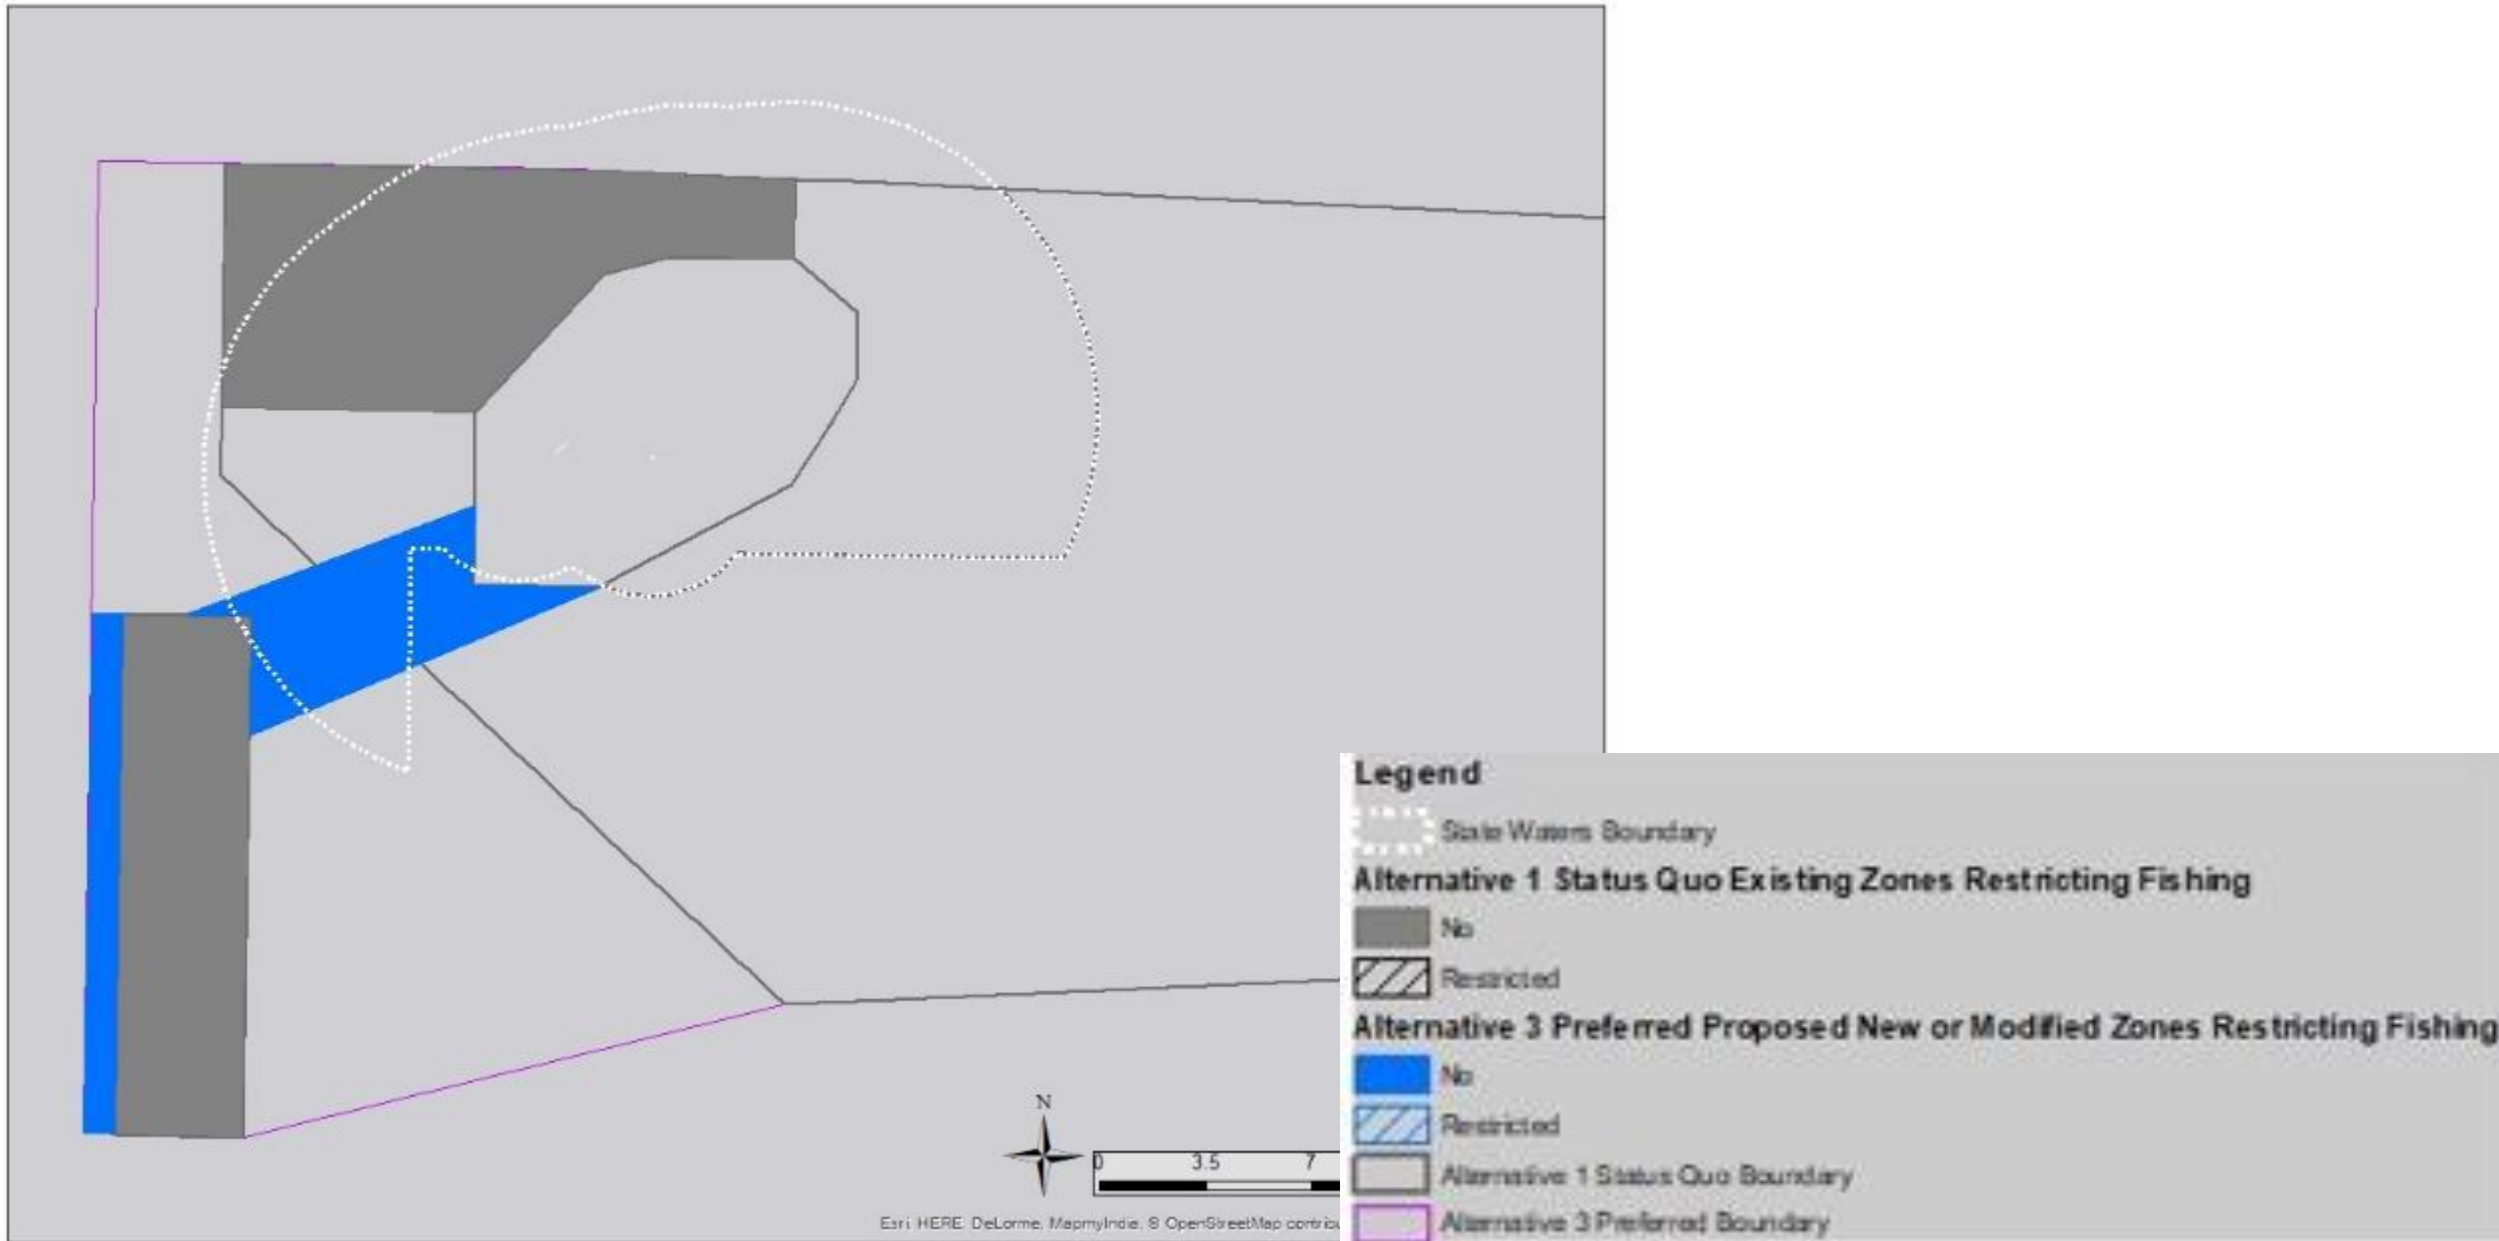 N
0 3.5 7
Esri, HERE, DeLorme, MapmyIndia, © OpenStreetMap
Legend
State Waters Boundary
Alternative 1 Status Quo Existing Zones Restricting Fishing
No
Restricted
Alternative 3 Preferred Proposed New or Modified Zones Restricting Fishing
No
Restricted
Alternative 1 Status Quo Boundary
Alternative 3 Preferred Boundary